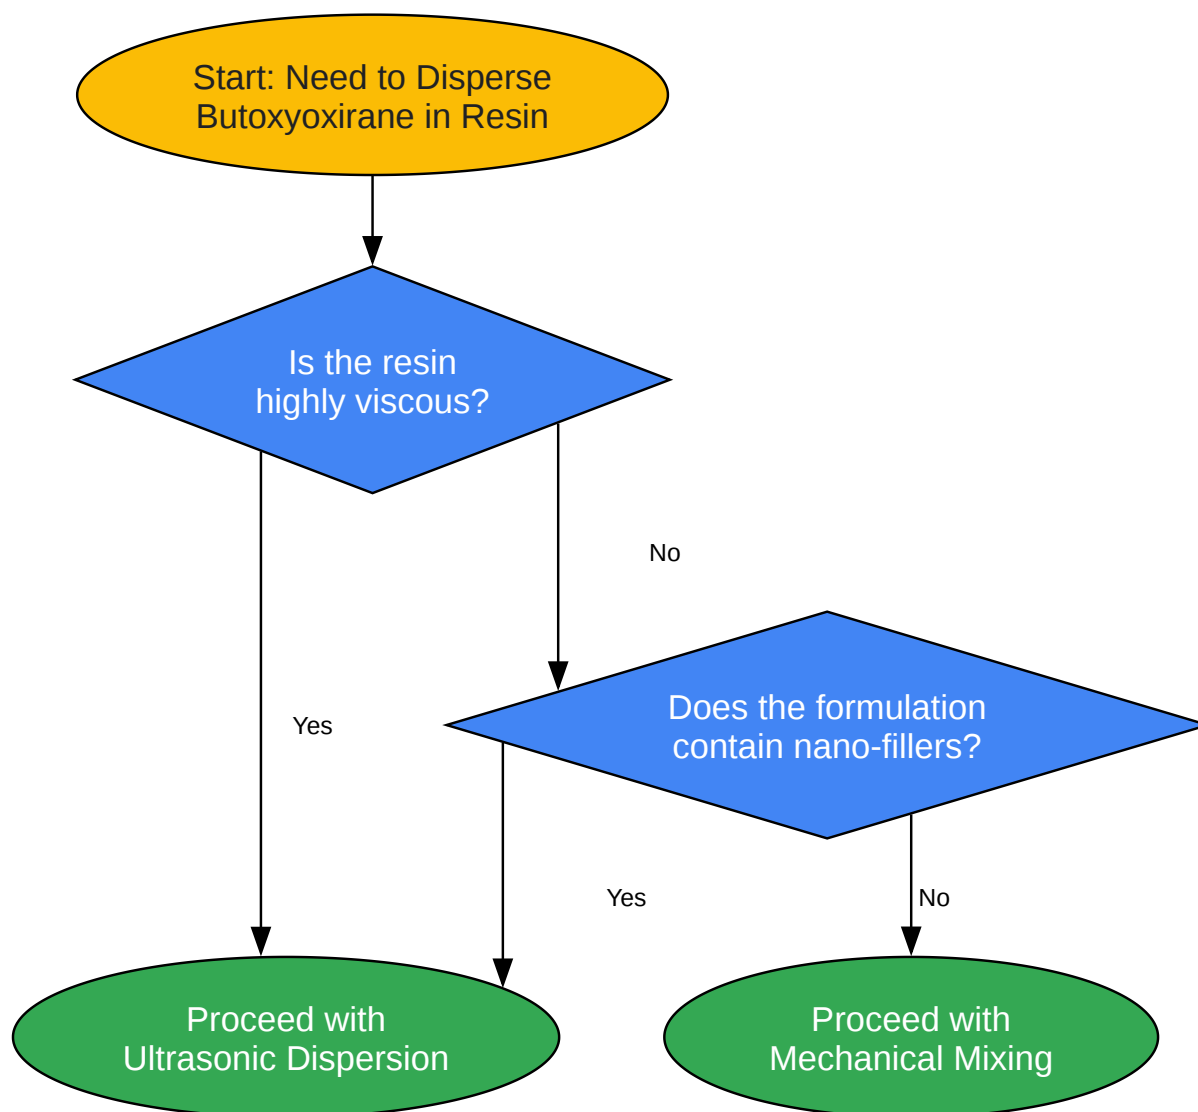 Start: Need to Disperse
Butoxyoxirane in Resin
Is the resin
highly viscous?
No
Does the formulation
contain nano-fillers?
Yes
Yes
No
Proceed with
Ultrasonic Dispersion
Proceed with
Mechanical Mixing